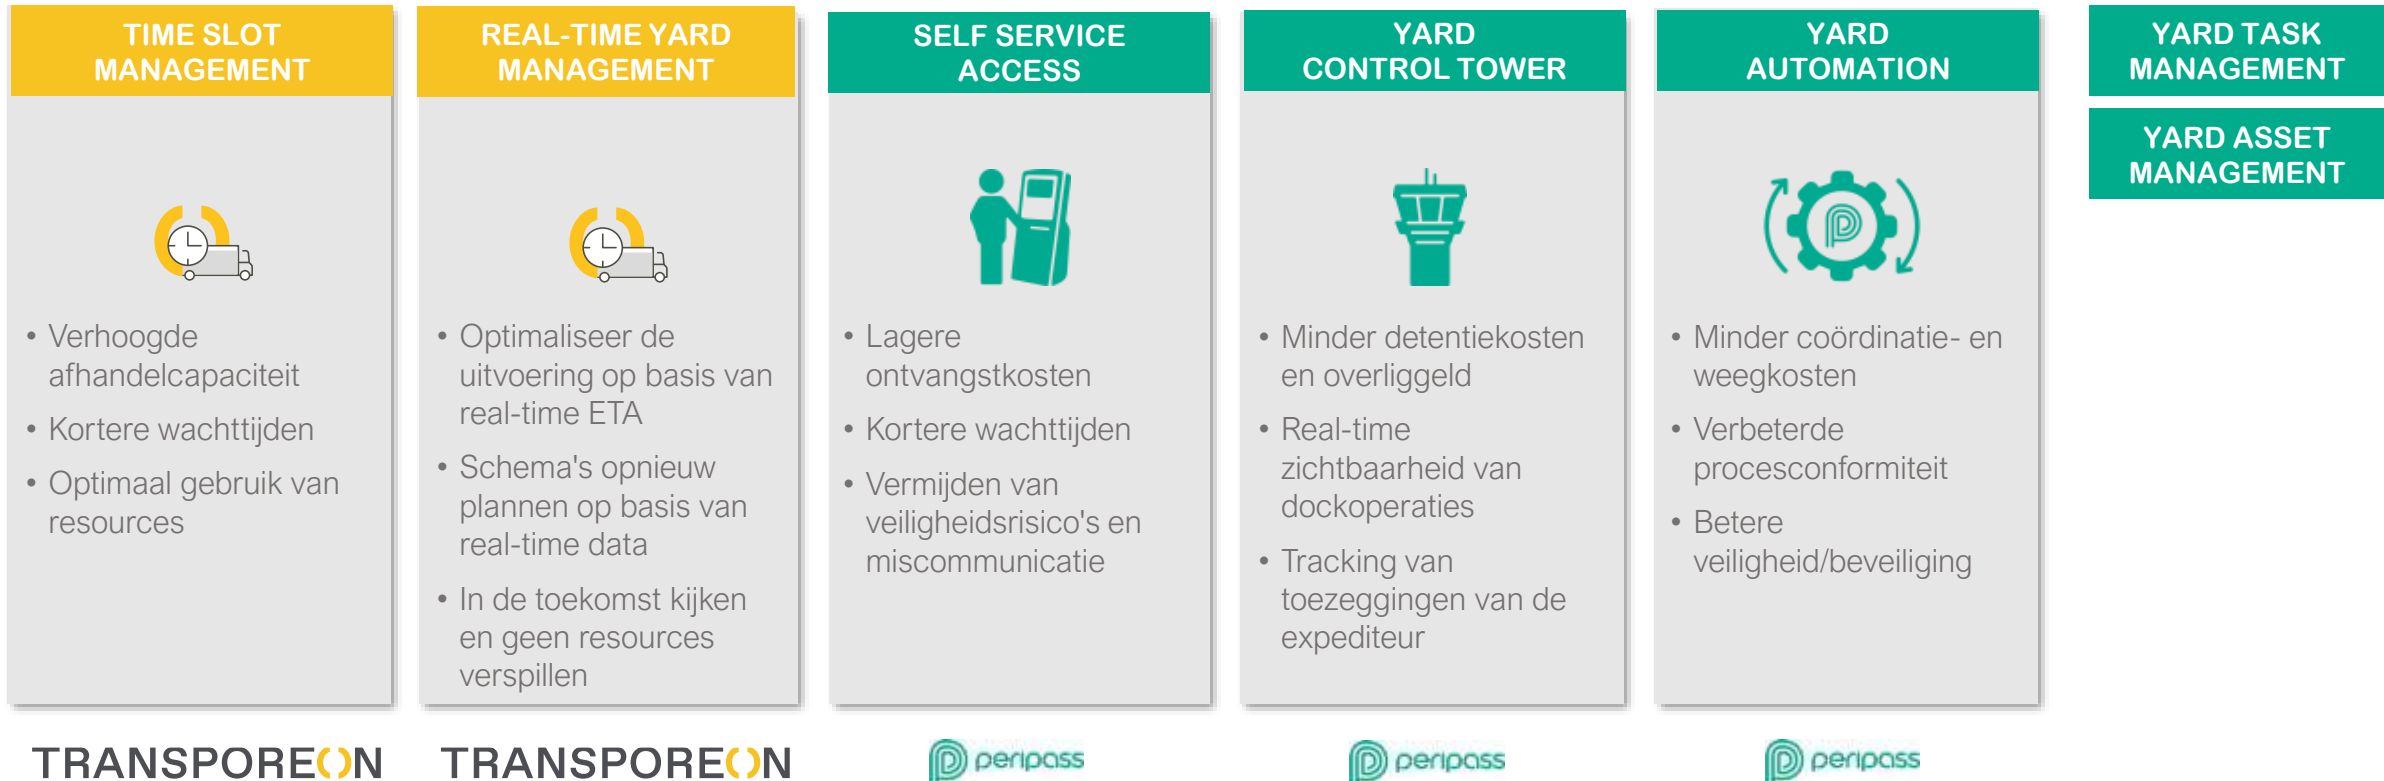 TIME SLOT
MANAGEMENT
• Verhoogde
afhandelcapaciteit
• Kortere wachttijden
• Optimaal gebruik van
resources
TRANSPOREON
REAL-TIME YARD
MANAGEMENT
• Optimaliseer de
uitvoering op basis van
real-time ETA
• Schema's opnieuw
plannen op basis van
real-time data
• In de toekomst kijken
en geen resources
verspillen
TRANSPOREON
SELF SERVICE
ACCESS
• Lagere
ontvangstkosten
• Kortere wachttijden
• Vermijden van
veiligheidsrisico's en
miscommunicatie
peripass
YARD
CONTROL TOWER
• Minder detentiekosten
en overliggeld
• Real-time
zichtbaarheid van
dockoperaties
• Tracking van
toezeggingen van de
expediteur
peripass
YARD
AUTOMATION
• Minder coördinatie- en
weegkosten
• Verbeterde
procesconformiteit
• Betere
veiligheid/beveiliging
peripass
YARD TASK
MANAGEMENT
YARD ASSET
MANAGEMENT